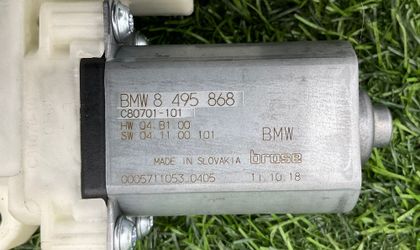 BMW 8 495 868
C80701-101
HW 04.81.00
SW 04.11.00 101
BMW
MADE IN SLOVAKIA brose
0005711053 0405 11.10.18